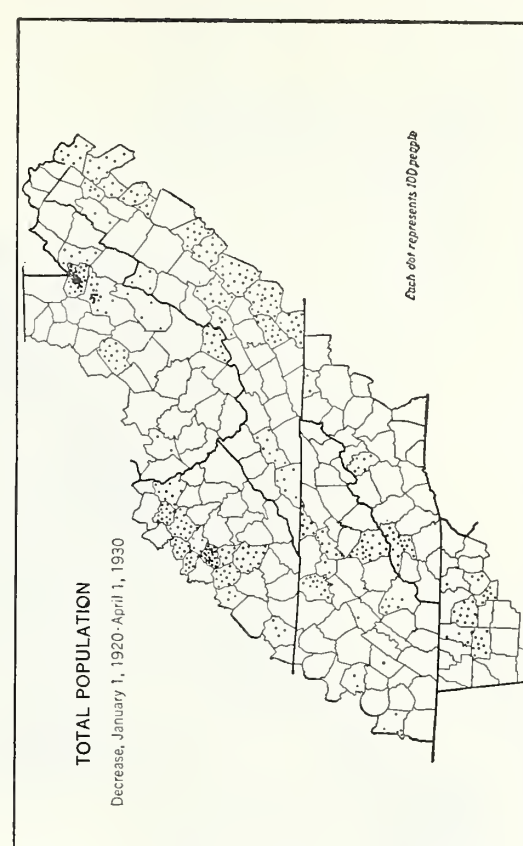 TOTAL POPULATION
Decrease, January 1, 1920-April 1, 1930
Each dot represents 100 people